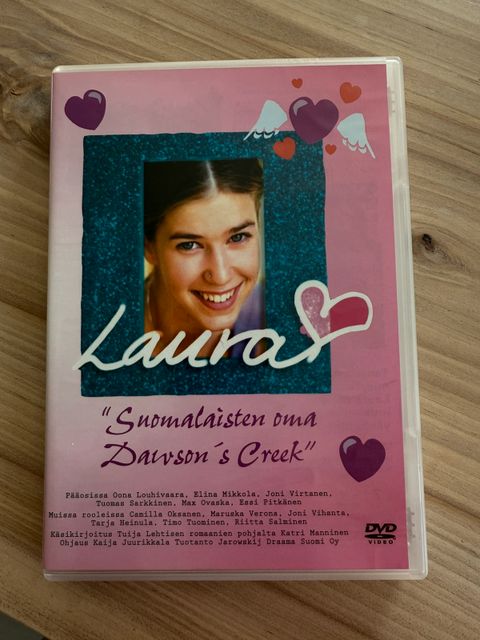 Laura
"Suomalaisten oma
Dawson's Creek"
Pääosissa Oona Louhivaara, Elina Mikkola, Joni Virtanen,
Tuomas Sarkkinen, Max Ovaska, Essi Pitkänen
Muissa rooleissa Camilla Oksanen, Maruska Verona, Joni Vihanta,
Tarja Heinula, Timo Tuominen, Riitta Salminen
Käsikirjoitus Tuija Lehtisen romaanien pohjalta Katri Manninen
Ohjaus Kaija Juurikkala Tuotanto Jarowskij Draama Suomi Oy
DVD
VIDEO